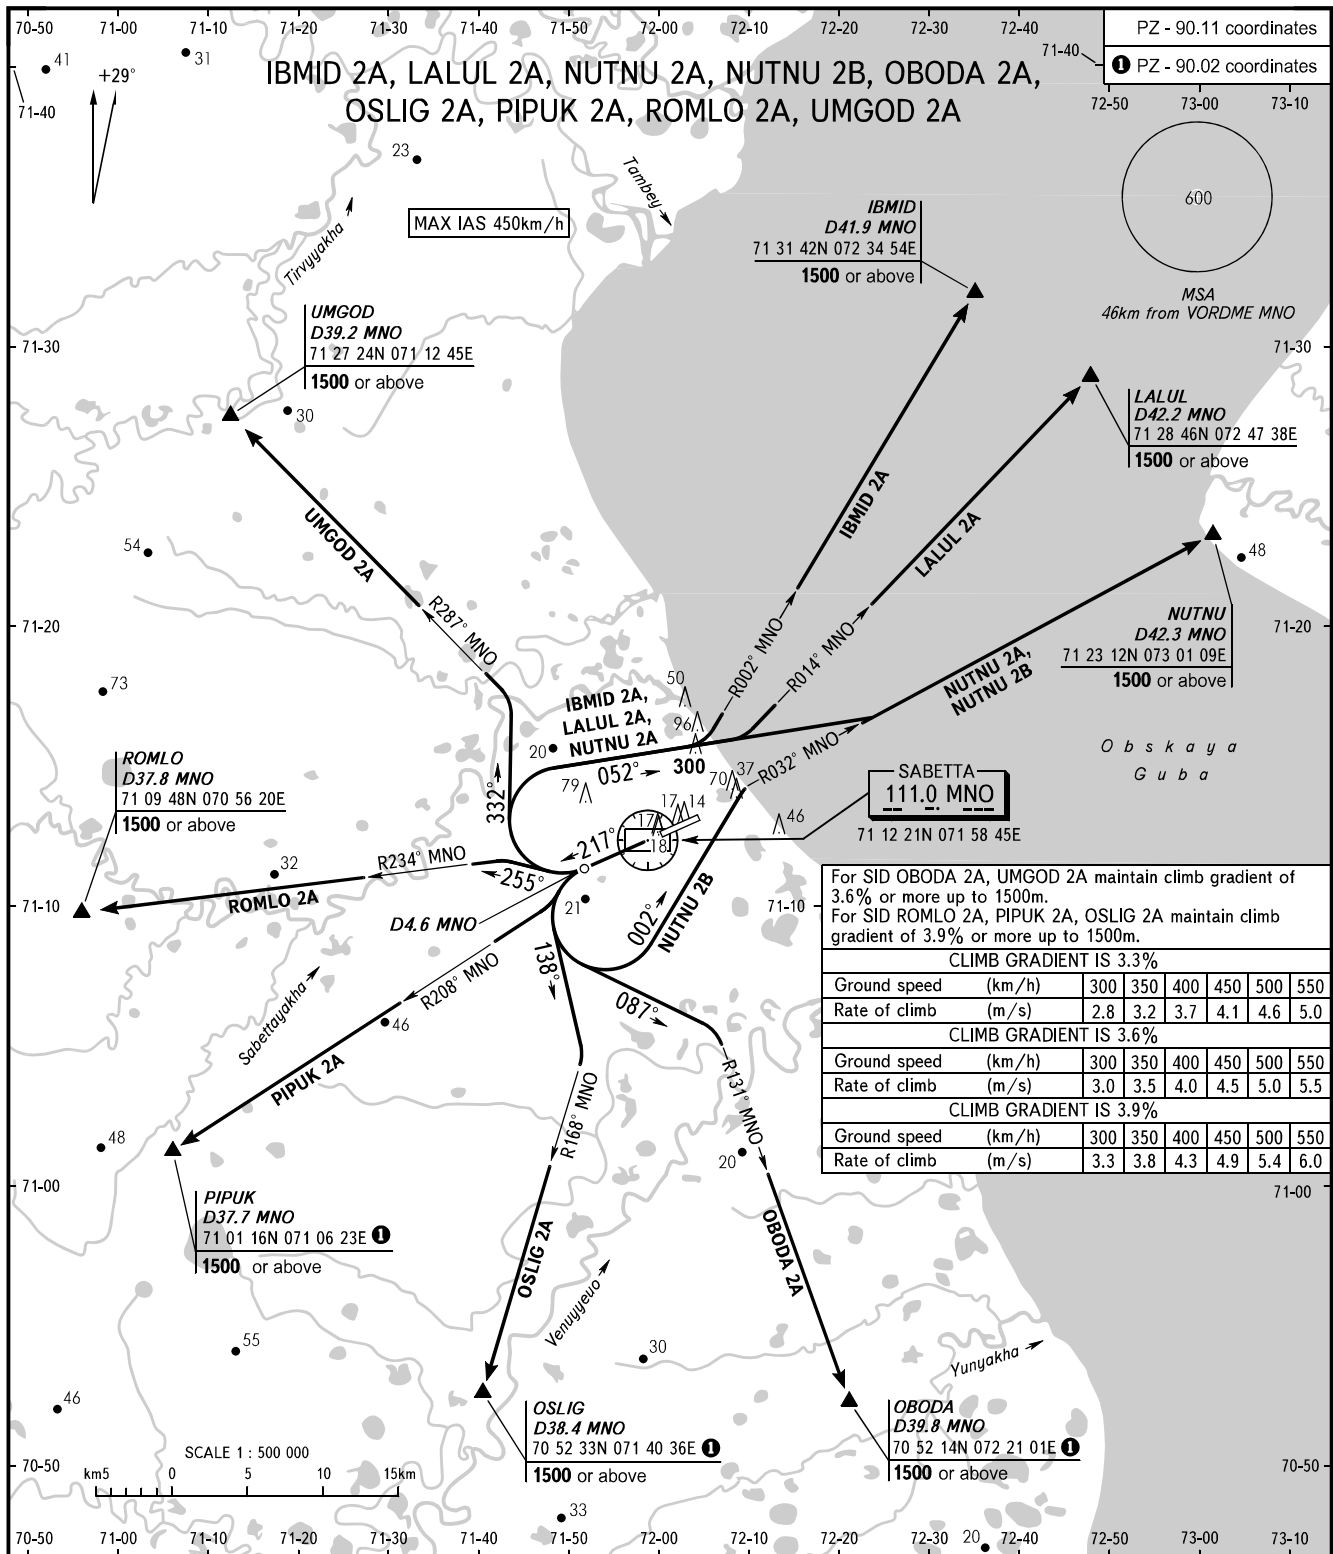 70-50 71-00 71-10 71-20 71-30 71-40 71-50 72-00 72-10 72-20 72-30 72-40
PZ - 90.11 coordinates
❶ PZ - 90.02 coordinates
71-40
72-50 73-00 73-10
41
31
+29°
71-40
IBMID 2A, LALUL 2A, NUTNU 2A, NUTNU 2B, OBODA 2A,
OSLIG 2A, PIPUK 2A, ROMLO 2A, UMGOD 2A
23
Tambey
Tirvyyakha
MAX IAS 450km/h
IBMID
D41.9 MNO
71 31 42N 072 34 54E
1500 or above
600
MSA
46km from VORDME MNO
UMGOD
D39.2 MNO
71 27 24N 071 12 45E
1500 or above
71-30
71-30
30
LALUL
D42.2 MNO
71 28 46N 072 47 38E
1500 or above
UMGOD 2A
IBMID 2A
LALUL 2A
54
48
R287° MNO
R002° MNO
R014° MNO
71-20
71-20
NUTNU
D42.3 MNO
71 23 12N 073 01 09E
1500 or above
NUTNU 2A,
NUTNU 2B
73
50
96
IBMID 2A,
LALUL 2A,
NUTNU 2A
20
052°
300
R032° MNO
Obskaya
Guba
ROMLO
D37.8 MNO
71 09 48N 070 56 20E
1500 or above
332°
79
70
37
SABETTA
111.0 MNO
71 12 21N 071 58 45E
17
14
17
18
46
217°
R234° MNO
255°
32
ROMLO 2A
D4.6 MNO
21
002°
NUTNU 2B
71-10
71-10
For SID OBODA 2A, UMGOD 2A maintain climb gradient of
3.6% or more up to 1500m.
For SID ROMLO 2A, PIPUK 2A, OSLIG 2A maintain climb
gradient of 3.9% or more up to 1500m.
CLIMB GRADIENT IS 3.3%
Ground speed (km/h) 300 350 400 450 500 550
Rate of climb (m/s) 2.8 3.2 3.7 4.1 4.6 5.0
CLIMB GRADIENT IS 3.6%
Ground speed (km/h) 300 350 400 450 500 550
Rate of climb (m/s) 3.0 3.5 4.0 4.5 5.0 5.5
CLIMB GRADIENT IS 3.9%
Ground speed (km/h) 300 350 400 450 500 550
Rate of climb (m/s) 3.3 3.8 4.3 4.9 5.4 6.0
138°
087°
R208° MNO
Sabettayakha
46
PIPUK 2A
R168° MNO
R131° MNO
48
20
71-00
71-00
PIPUK
D37.7 MNO
71 01 16N 071 06 23E ❶
1500 or above
OSLIG 2A
OBODA 2A
Venuyyeuo
55
30
Yunyakha
46
OSLIG
D38.4 MNO
70 52 33N 071 40 36E ❶
1500 or above
OBODA
D39.8 MNO
70 52 14N 072 21 01E ❶
1500 or above
SCALE 1 : 500 000
km5 0 5 10 15km
70-50
70-50
33
20
70-50 71-00 71-10 71-20 71-30 71-40 71-50 72-00 72-10 72-20 72-30 72-50 73-00 73-10